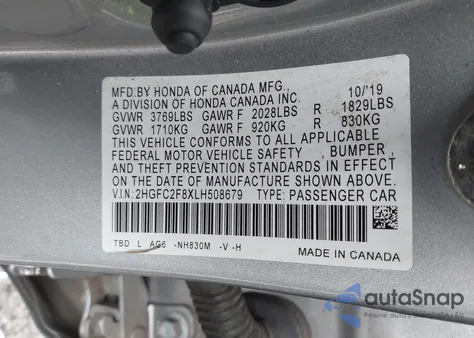 MFD.BY HONDA OF CANADA MFG., 10/'19
A DIVISION OF HONDA CANADA INC.
GVWR 3769LBS GAWR F 2028LBS R 1829LBS
GVWR 1710KG GAWR F 920KG R 830KG
THIS VEHICLE CONFORMS TO ALL APPLICABLE
FEDERAL MOTOR VEHICLE SAFETY , BUMPER,
AND THEFT PREVENTION STANDARDS IN EFFECT
ON THE DATE OF MANUFACTURE SHOWN ABOVE.
V.I.N:2HGFC2F8XLH508679 TYPE: PASSENGER CAR
TBD L AG6 -NH830M -V -H
MADE IN CANADA
autoSnap